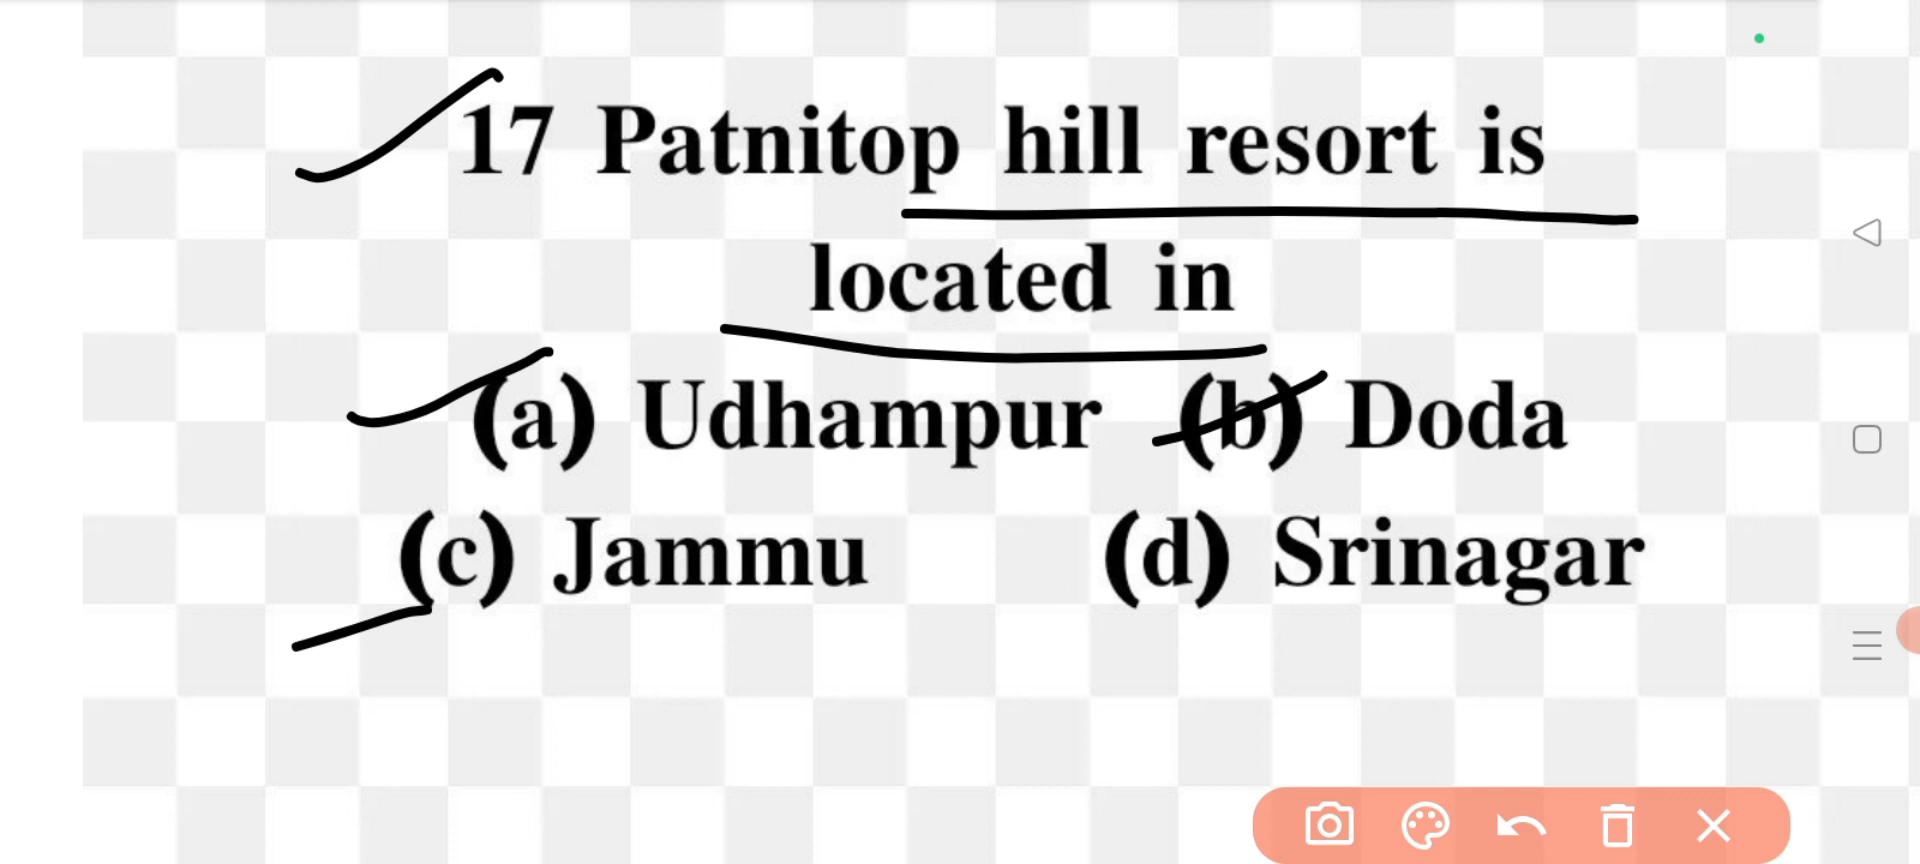 17 Patnitop hill resort is
located in
(a) Udhampur (b) Doda
(c) Jammu (d) Srinagar